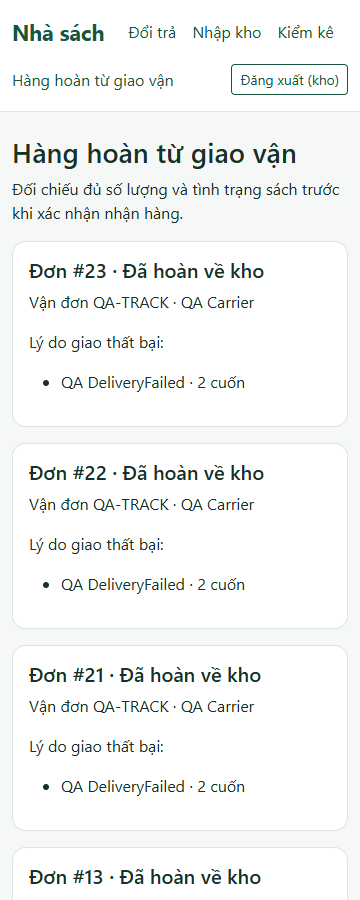 Nhà sách Đổi trả Nhập kho Kiểm kê
Hàng hoàn từ giao vận Đăng xuất (kho)
Hàng hoàn từ giao vận
Đối chiếu đủ số lượng và tình trạng sách trước
khi xác nhận nhận hàng.
Đơn #23 · Đã hoàn về kho
Vận đơn QA-TRACK · QA Carrier
Lý do giao thất bại:
• QA DeliveryFailed · 2 cuốn
Đơn #22 · Đã hoàn về kho
Vận đơn QA-TRACK · QA Carrier
Lý do giao thất bại:
• QA DeliveryFailed · 2 cuốn
Đơn #21 · Đã hoàn về kho
Vận đơn QA-TRACK · QA Carrier
Lý do giao thất bại:
• QA DeliveryFailed · 2 cuốn
Đơn #13 · Đã hoàn về kho